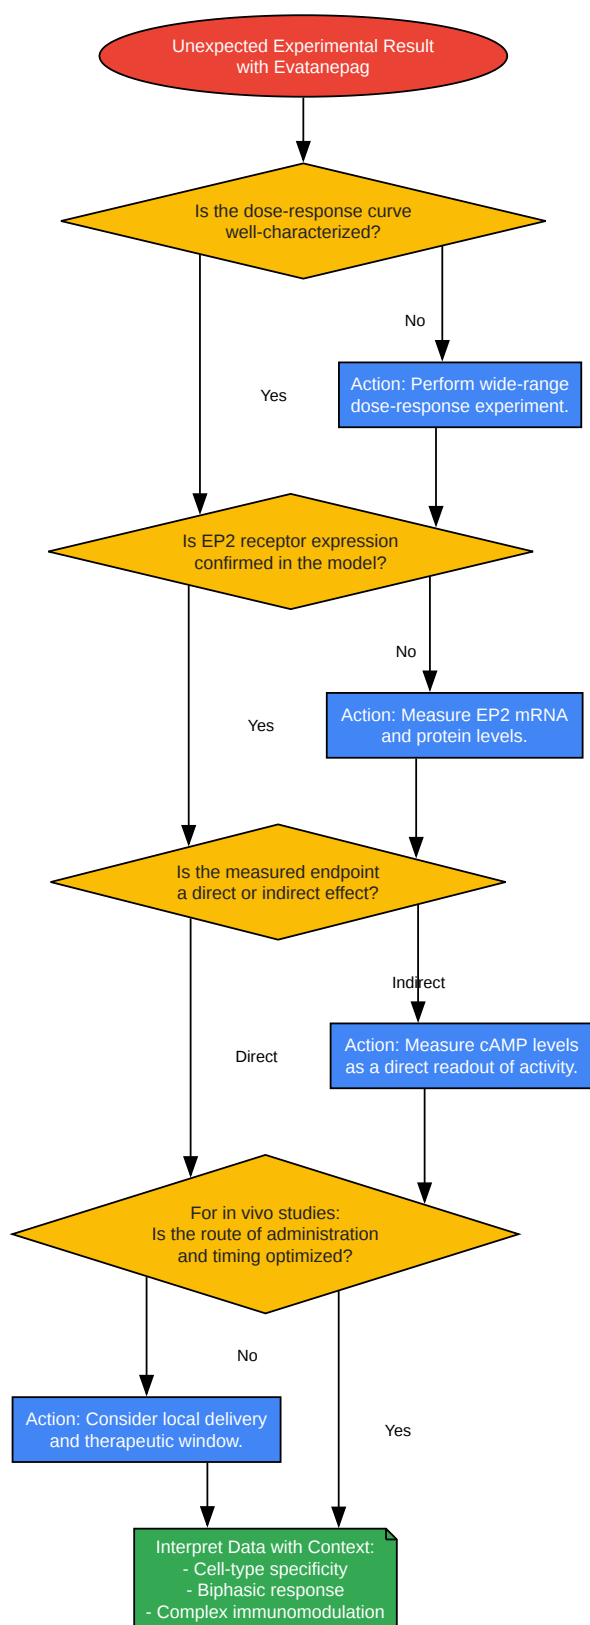 Unexpected Experimental Result
with Evatanepag
Is the dose-response curve
well-characterized?
No
Action: Perform wide-range
dose-response experiment.
Yes
Is EP2 receptor expression
confirmed in the model?
No
Action: Measure EP2 mRNA
and protein levels.
Yes
Is the measured endpoint
a direct or indirect effect?
Indirect
Action: Measure cAMP levels
as a direct readout of activity.
Direct
For in vivo studies:
Is the route of administration
and timing optimized?
No
Action: Consider local delivery
and therapeutic window.
Yes
Interpret Data with Context:
- Cell-type specificity
- Biphasic response
- Complex immunomodulation